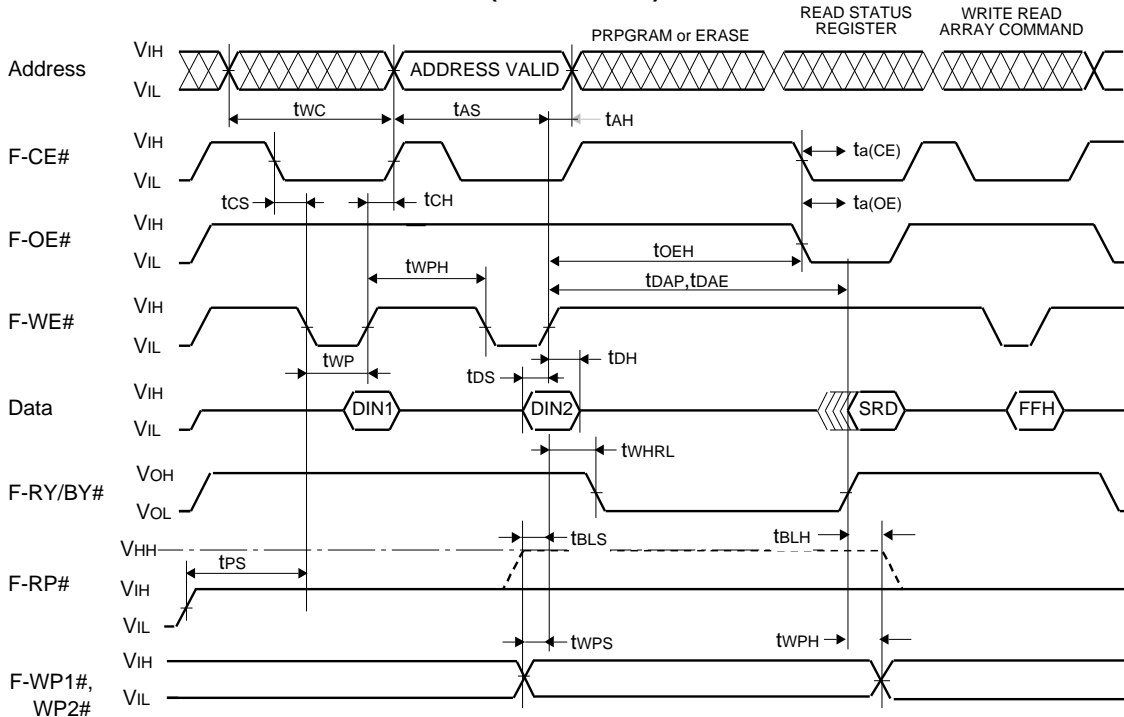 READ STATUS
REGISTER
WRITE READ
ARRAY COMMAND
PRPGRAM or ERASE
Address
VIH
VIL
ADDRESS VALID
tWC
tAS
tAH
F-CE#
VIH
VIL
ta(CE)
tCS
tCH
ta(OE)
F-OE#
VIH
VIL
tOEH
tWPH
tDAP,tDAE
F-WE#
VIH
VIL
tWP
tDS
tDH
Data
VIH
VIL
DIN1
DIN2
SRD
FFH
tWHRL
F-RY/BY#
VOH
VOL
VHH
tBLS
tBLH
tPS
F-RP#
VIH
VIL
tWPS
tWPH
F-WP1#,
WP2#
VIH
VIL